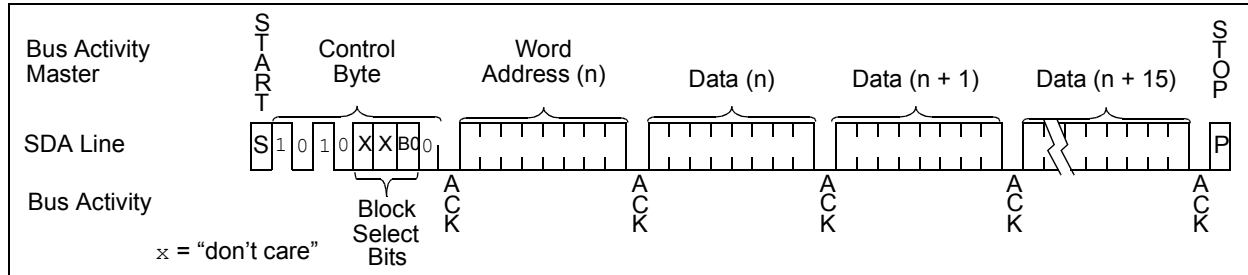 Bus Activity
Master
START
Control
Byte
Word
Address (n)
Data (n)
Data (n + 1)
Data (n + 15)
STOP
SDA Line
S 1 0 1 0 X X B0 0
P
Bus Activity
Block
Select
Bits
ACK
ACK
ACK
ACK
ACK
x = “don’t care”